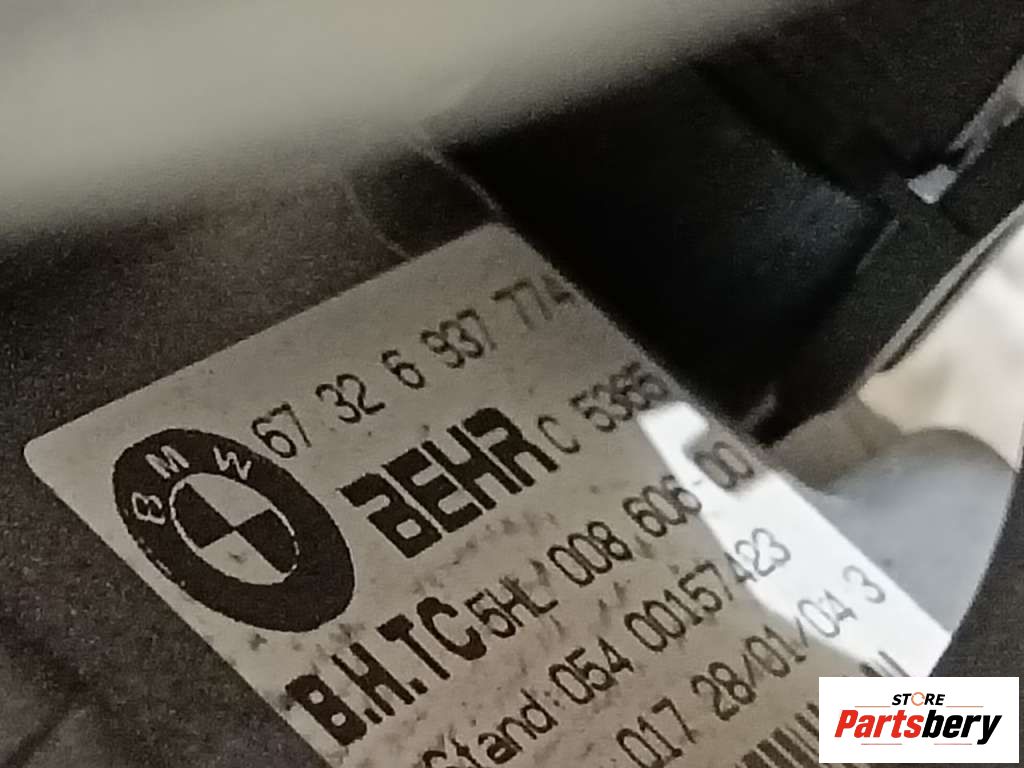 67 32 6 937 774
BMW
BEHR C 5365
B.H.TC 5HL 008 606-00
Stand: 054 00157423
017 28/01/04 3
STORE
Partsbery